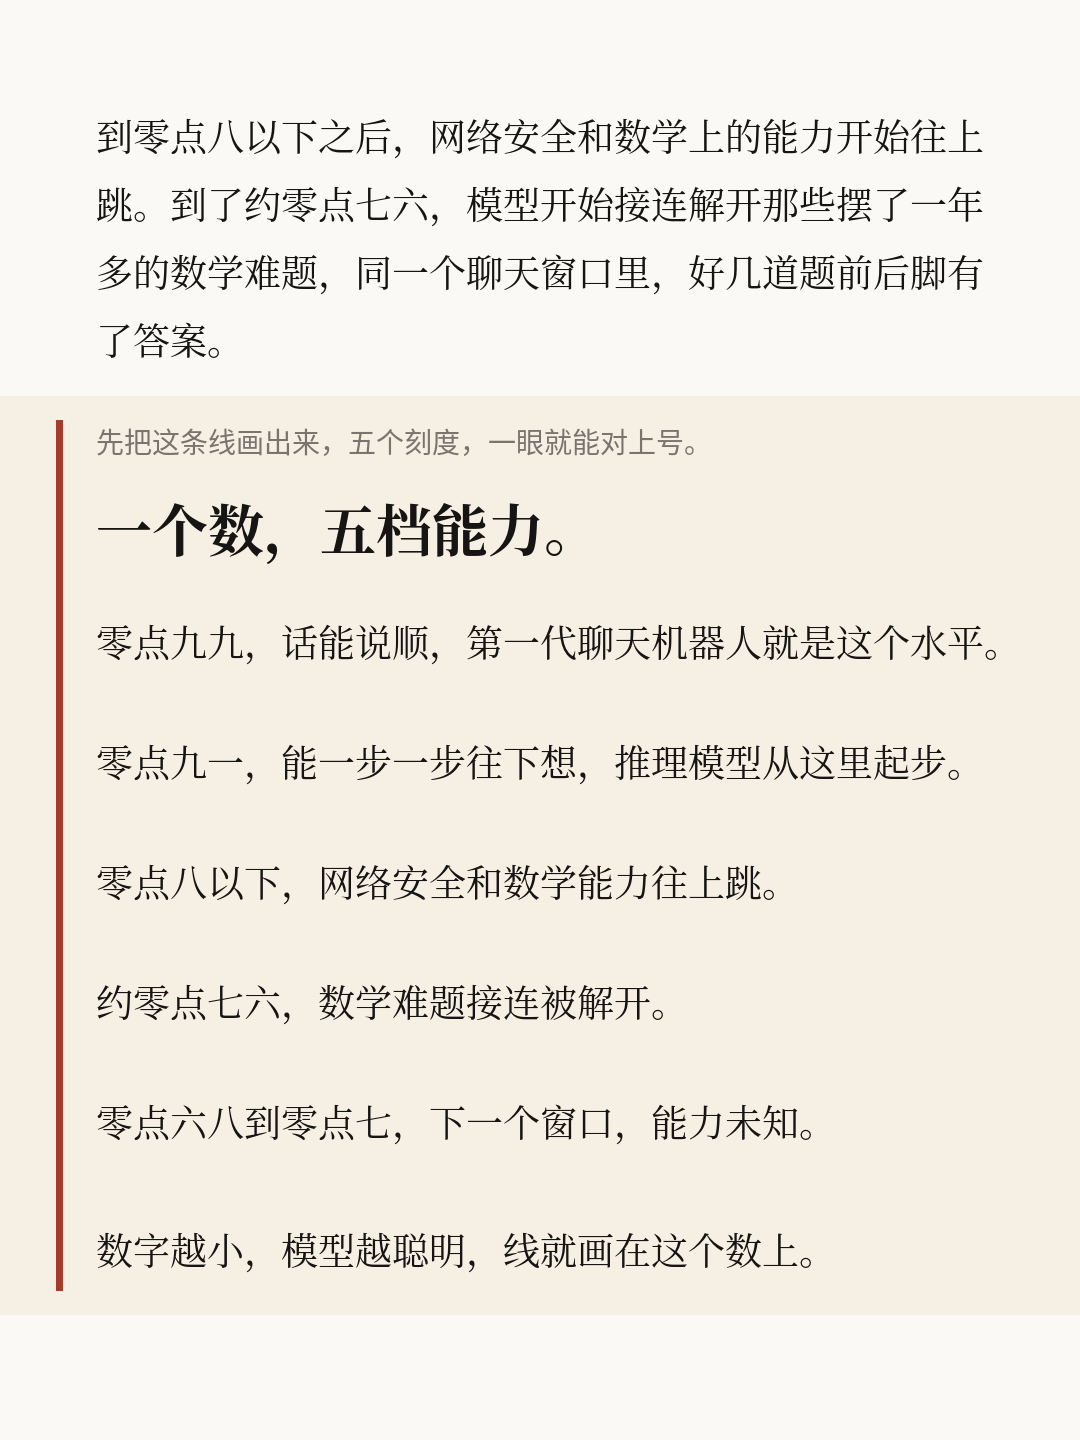 到零点八以下之后，网络安全和数学上的能力开始往上
跳。到了约零点七六，模型开始接连解开那些摆了一年
多的数学难题，同一个聊天窗口里，好几道题前后脚有
了答案。
先把这条线画出来，五个刻度，一眼就能对上号。
一个数，五档能力。
零点九九，话能说顺，第一代聊天机器人就是这个水平。
零点九一，能一步一步往下想，推理模型从这里起步。
零点八以下，网络安全和数学能力往上跳。
约零点七六，数学难题接连被解开。
零点六八到零点七，下一个窗口，能力未知。
数字越小，模型越聪明，线就画在这个数上。